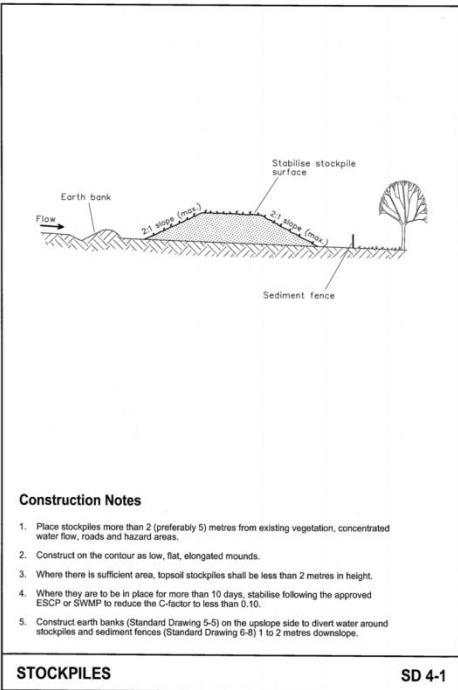 Stabilise stockpile
surface
Earth bank
Flow
2:1 slope (max.)
2:1 slope (max.)
Sediment fence
Construction Notes
1. Place stockpiles more than 2 (preferably 5) metres from existing vegetation, concentrated
water flow, roads and hazard areas.
2. Construct on the contour as low, flat, elongated mounds.
3. Where there is sufficient area, topsoil stockpiles shall be less than 2 metres in height.
4. Where they are to be in place for more than 10 days, stabilise following the approved
ESCP or SWMP to reduce the C-factor to less than 0.10.
5. Construct earth banks (Standard Drawing 5-5) on the upslope side to divert water around
stockpiles and sediment fences (Standard Drawing 6-8) 1 to 2 metres downslope.
STOCKPILES
SD 4-1